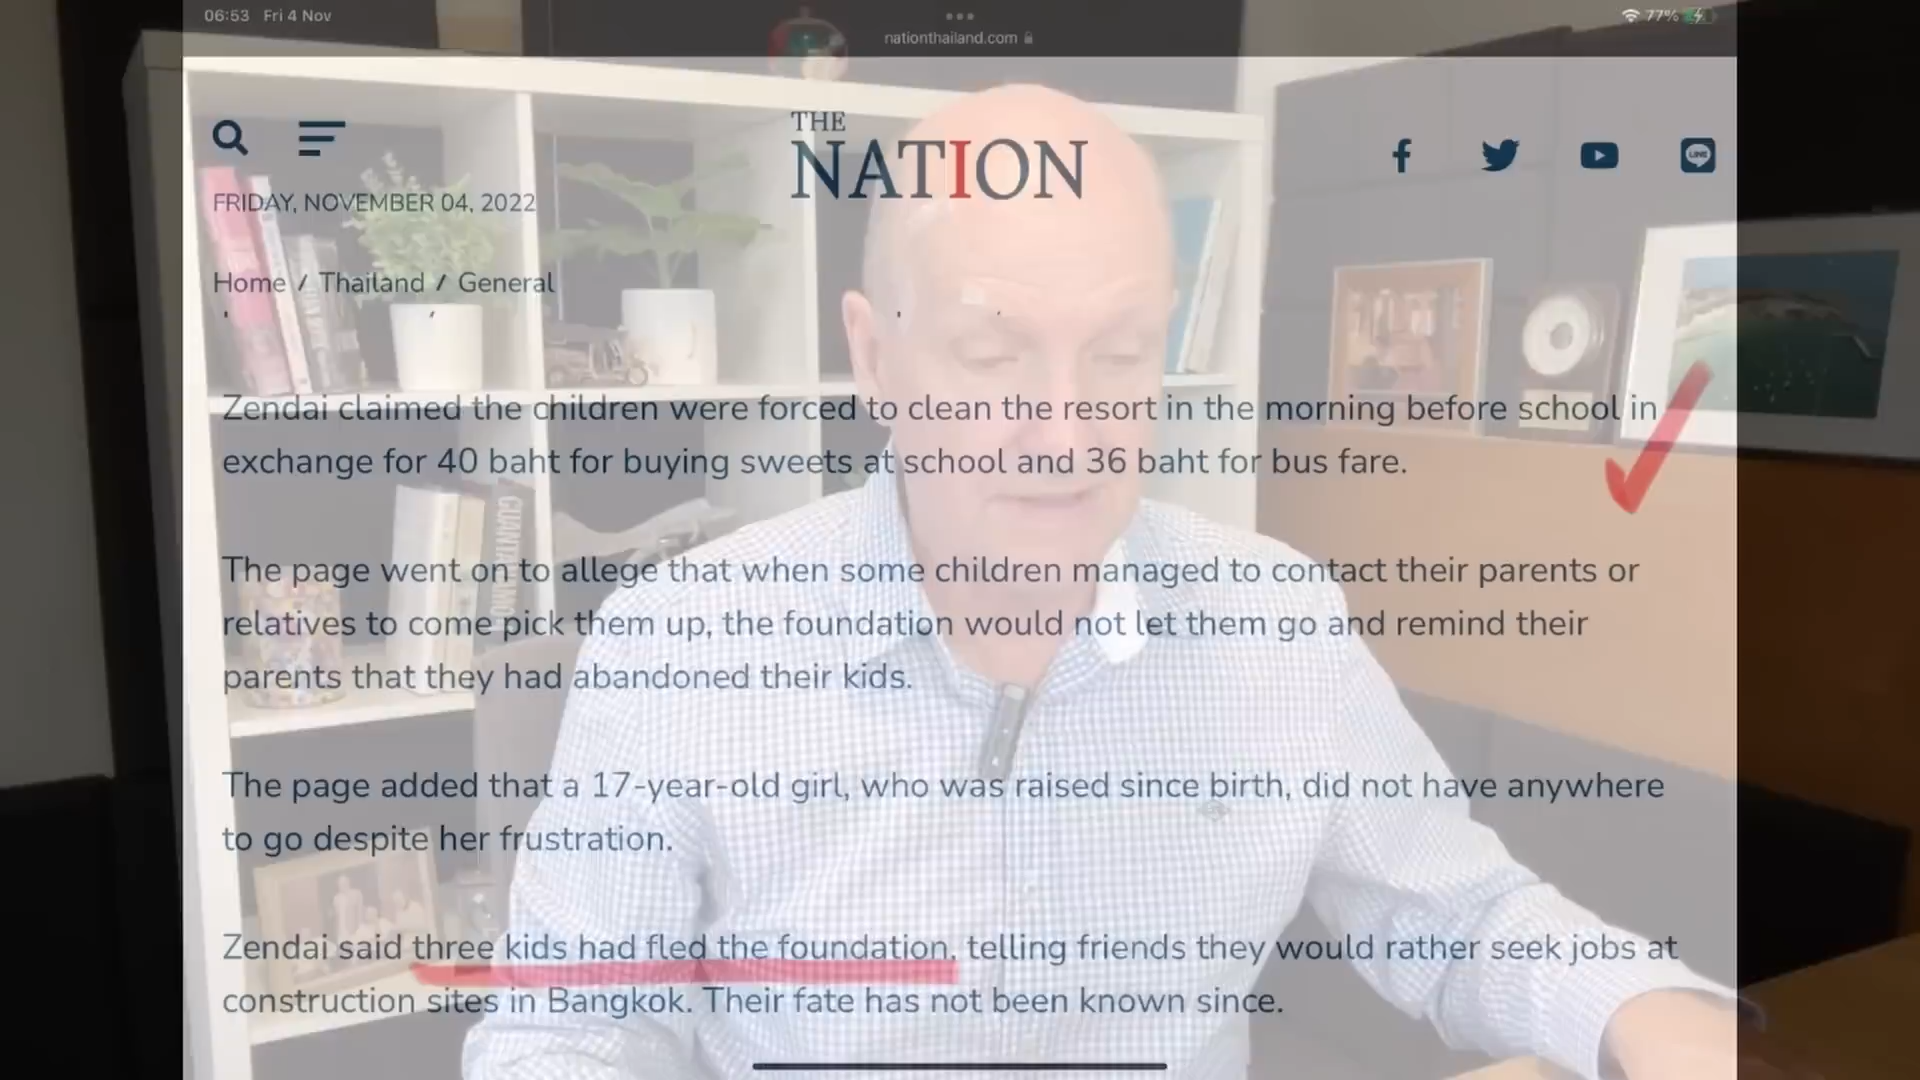 06:53 Fri 4 Nov
nationthailand.com
77%
THE
NATION
LINE
FRIDAY, NOVEMBER 04, 2022
Home / Thailand / General
Zendai claimed the children were forced to clean the resort in the morning before school in
exchange for 40 baht for buying sweets at school and 36 baht for bus fare.
The page went on to allege that when some children managed to contact their parents or
relatives to come pick them up, the foundation would not let them go and remind their
parents that they had abandoned their kids.
The page added that a 17-year-old girl, who was raised since birth, did not have anywhere
to go despite her frustration.
Zendai said three kids had fled the foundation, telling friends they would rather seek jobs at
construction sites in Bangkok. Their fate has not been known since.
GUANTANAMO